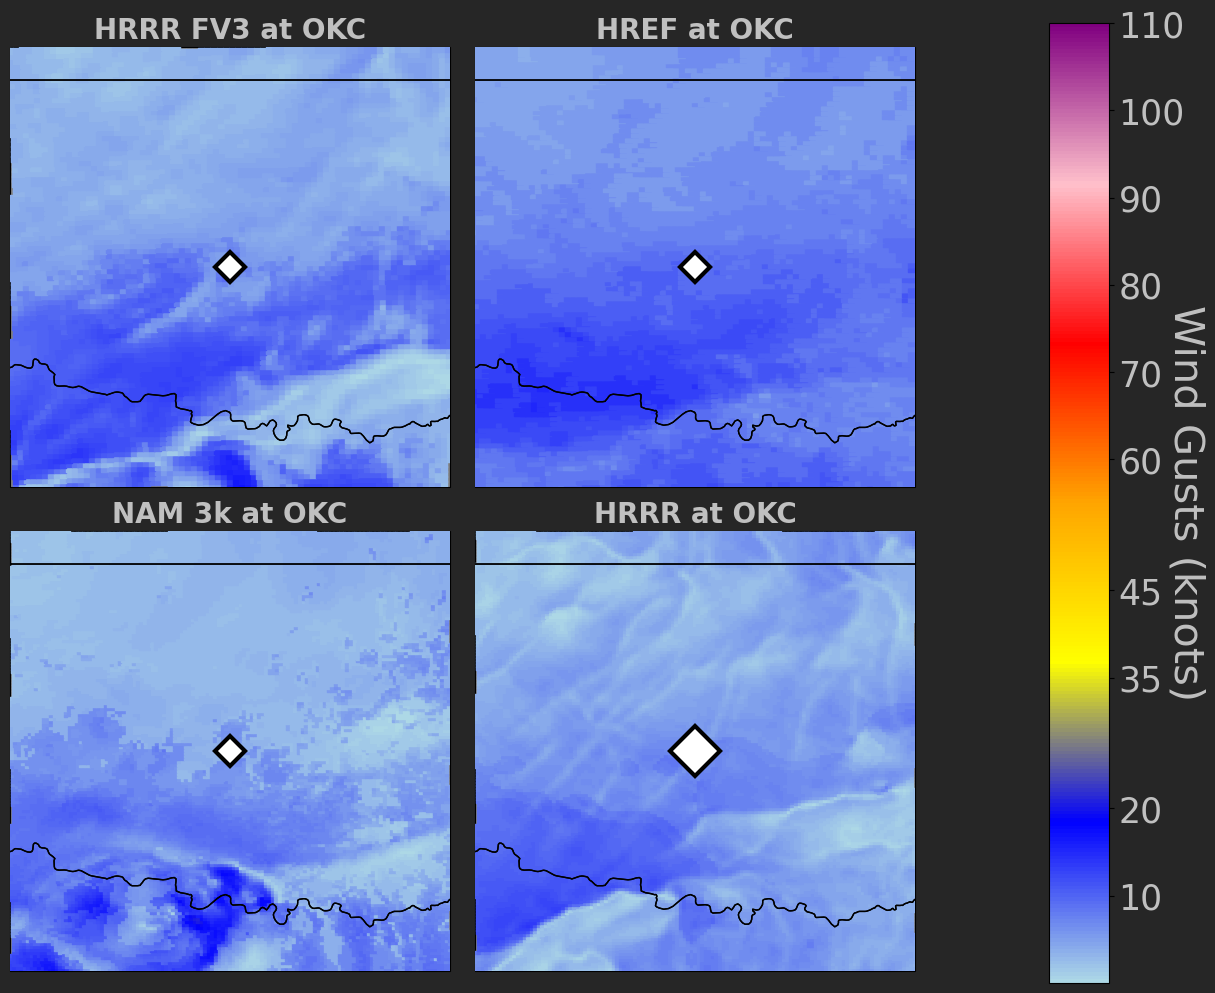 HRRR FV3 at OKC
HREF at OKC
NAM 3k at OKC
HRRR at OKC
110
100
90
80
70
60
45
35
20
10
Wind Gusts (knots)